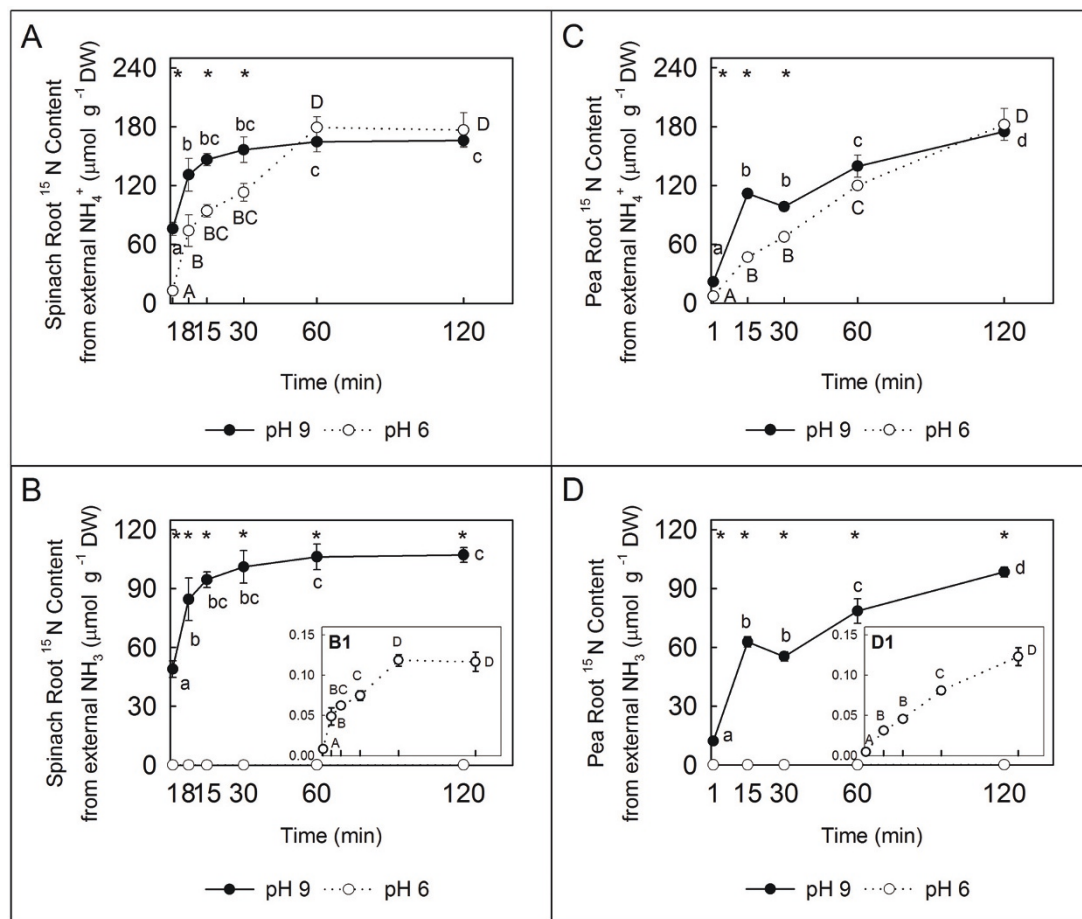 A
Spinach Root ¹⁵ N Content
from external NH₄⁺ (μmol g ⁻¹ DW)
240
180
120
60
0
* * *
b bc bc D D
a c c
A B BC BC
1 8 15 30 60 120
Time (min)
pH 9 pH 6
C
Pea Root ¹⁵ N Content
from external NH₄⁺ (μmol g ⁻¹ DW)
240
180
120
60
0
* * *
a b b c D
d
A B B C
1 15 30 60 120
Time (min)
pH 9 pH 6
B
Spinach Root ¹⁵ N Content
from external NH₃ (μmol g ⁻¹ DW)
120
90
60
30
0
* * * * * *
a b bc bc c c
B1
0.15
0.10
0.05
0.00
A BC B C D D
1 8 15 30 60 120
Time (min)
pH 9 pH 6
D
Pea Root ¹⁵ N Content
from external NH₃ (μmol g ⁻¹ DW)
120
90
60
30
0
* * * * *
a b b c d
D1
0.15
0.10
0.05
0.00
A B B C D
1 15 30 60 120
Time (min)
pH 9 pH 6